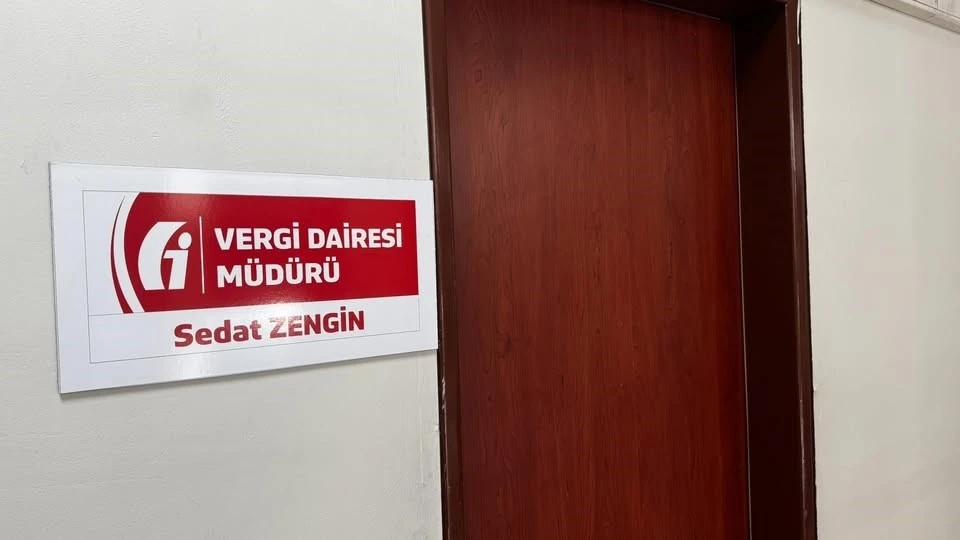 VERGİ DAİRESİ
MÜDÜRÜ
Sedat ZENGİN